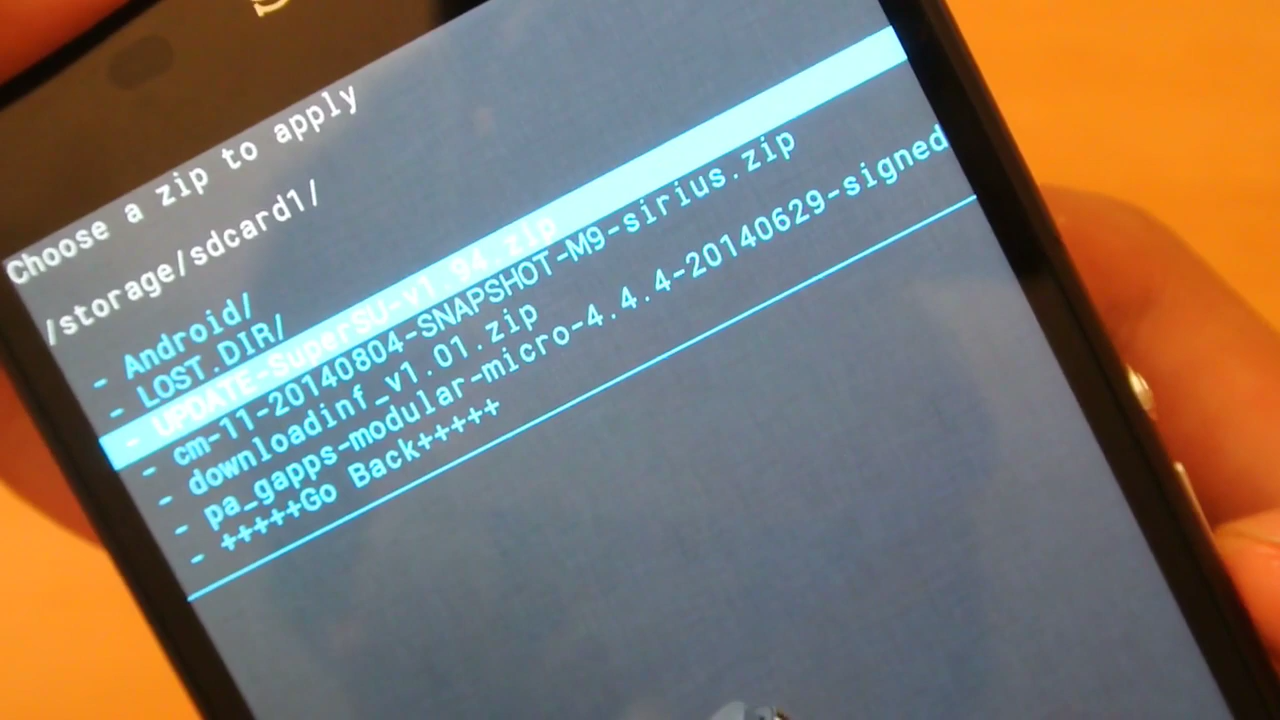 Choose a zip to apply
/storage/sdcard1/
- Android/
- LOST.DIR/
- UPDATE-SuperSU-v1.94.zip
- cm-11-20140804-SNAPSHOT-M9-sirius.zip
- downloadinf_v1.01.zip
- pa_gapps-modular-micro-4.4.4-20140629-signed
- +++++Go Back+++++